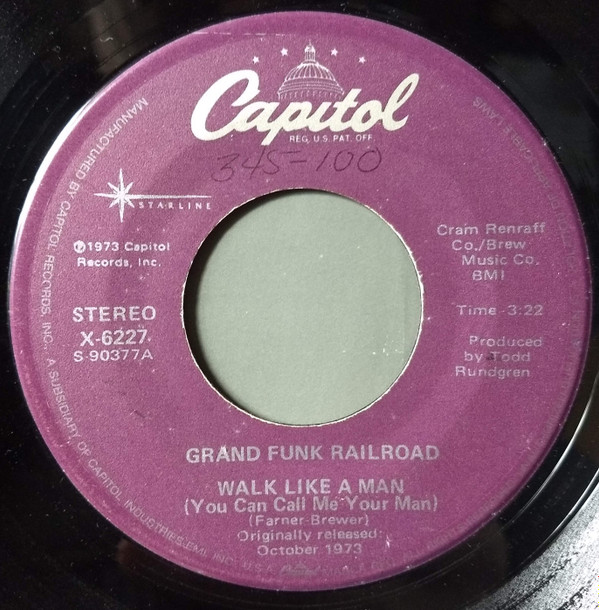 Capitol
REG. U.S. PAT. OFF.
345-100
STARLINE
℗1973 Capitol
Records, Inc.
STEREO
X-6227
S-90377A
Cram Renraff
Co./Brew
Music Co.
BMI
Time - 3:22
Produced
by Todd
Rundgren
GRAND FUNK RAILROAD
WALK LIKE A MAN
(You Can Call Me Your Man)
(Farner-Brewer)
Originally released:
October 1973
MANUFACTURED BY CAPITOL RECORDS, INC., A SUBSIDIARY OF CAPITOL INDUSTRIES-EMI, INC. U.S.A.
Capitol